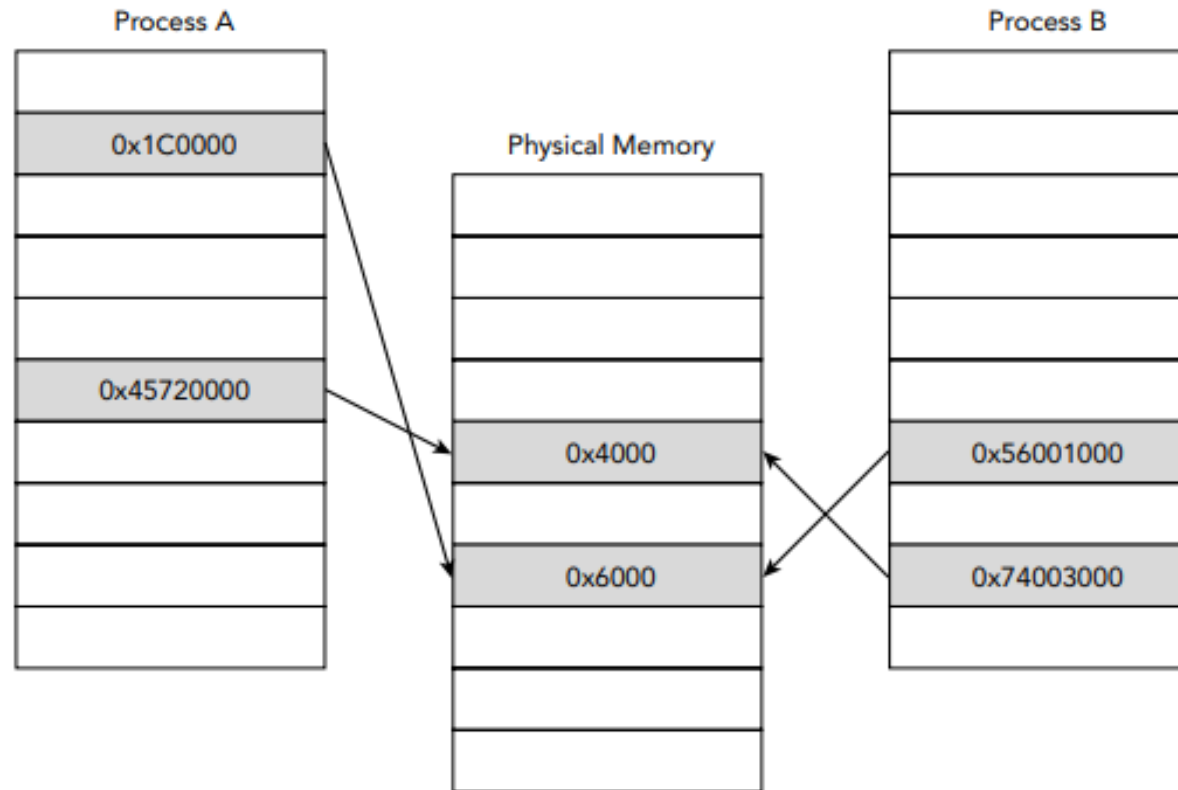 Process A
Process B
0x1C0000
Physical Memory
0x45720000
0x4000
0x56001000
0x6000
0x74003000